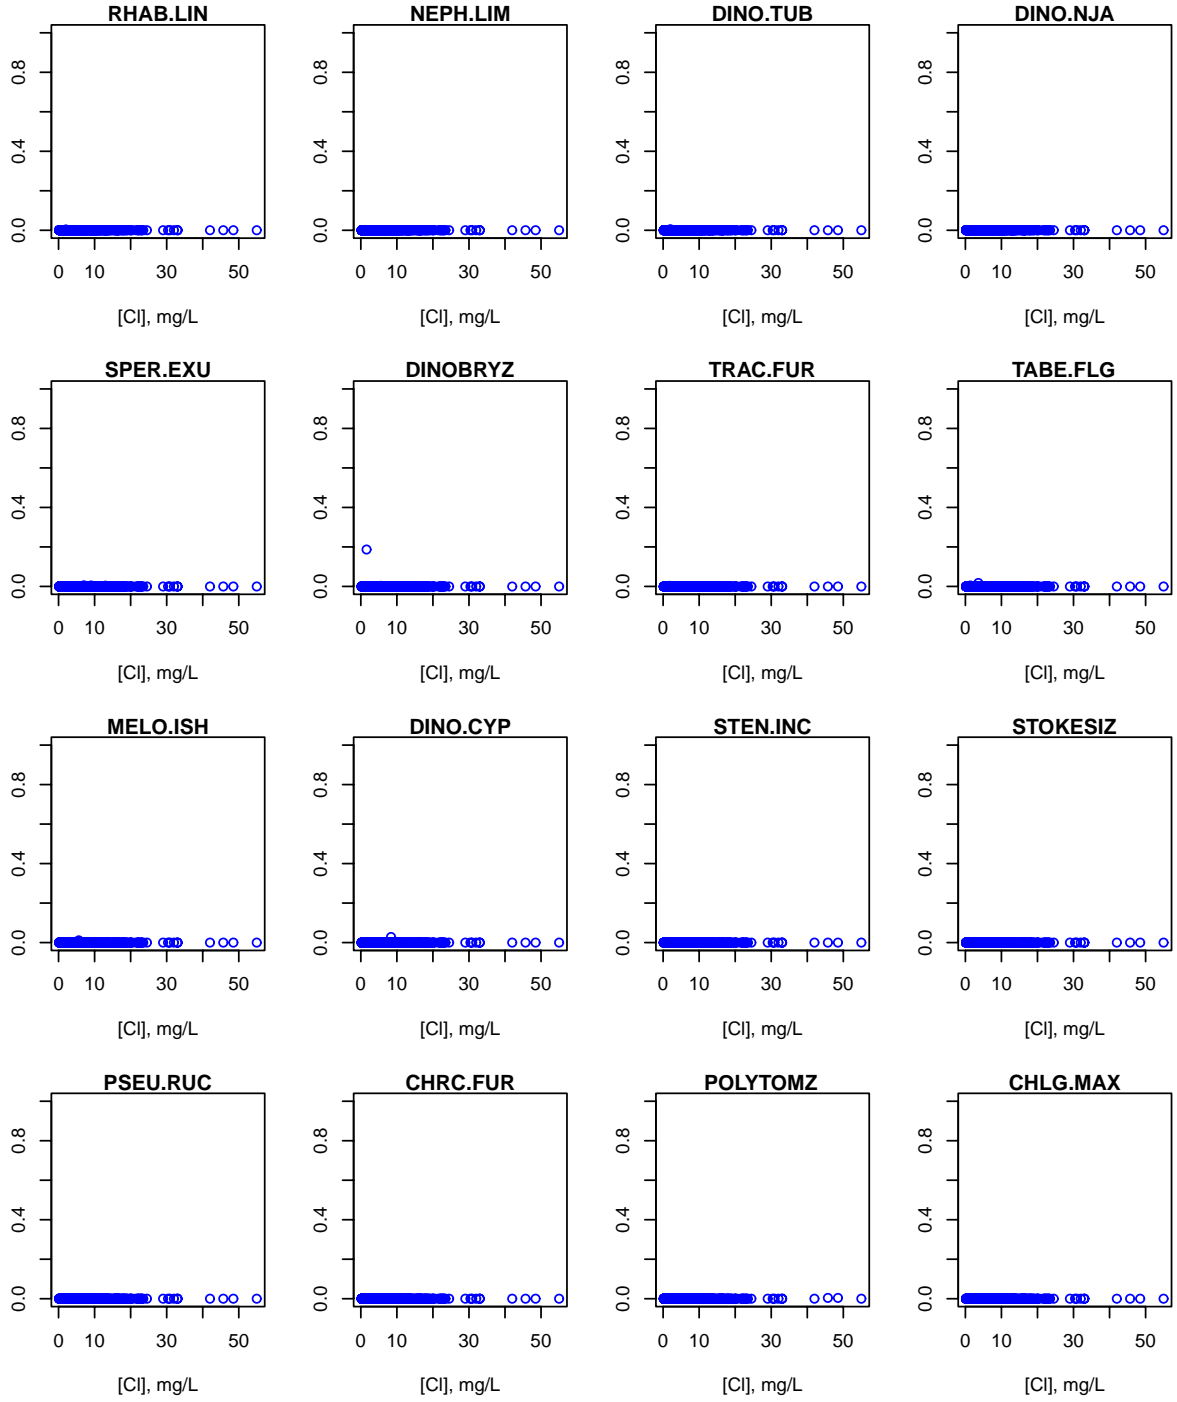 RHAB.LIN NEPH.LIM DINO.TUB DINO.NJA
0.8 0.8 0.8 0.8
0.4 0.4 0.4 0.4
0.0 0.0 0.0 0.0
0 10 30 50 0 10 30 50 0 10 30 50 0 10 30 50
[Cl], mg/L [Cl], mg/L [Cl], mg/L [Cl], mg/L
SPER.EXU DINOBRYZ TRAC.FUR TABE.FLG
0.8 0.8 0.8 0.8
0.4 0.4 0.4 0.4
0.0 0.0 0.0 0.0
0 10 30 50 0 10 30 50 0 10 30 50 0 10 30 50
[Cl], mg/L [Cl], mg/L [Cl], mg/L [Cl], mg/L
MELO.ISH DINO.CYP STEN.INC STOKESIZ
0.8 0.8 0.8 0.8
0.4 0.4 0.4 0.4
0.0 0.0 0.0 0.0
0 10 30 50 0 10 30 50 0 10 30 50 0 10 30 50
[Cl], mg/L [Cl], mg/L [Cl], mg/L [Cl], mg/L
PSEU.RUC CHRC.FUR POLYTOMZ CHLG.MAX
0.8 0.8 0.8 0.8
0.4 0.4 0.4 0.4
0.0 0.0 0.0 0.0
0 10 30 50 0 10 30 50 0 10 30 50 0 10 30 50
[Cl], mg/L [Cl], mg/L [Cl], mg/L [Cl], mg/L